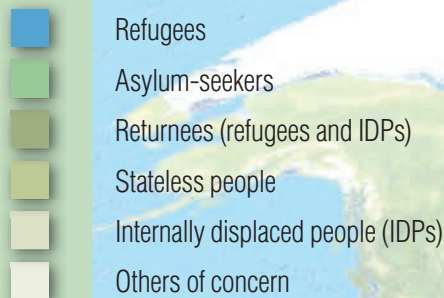 Refugees
Asylum-seekers
Returnees (refugees and IDPs)
Stateless people
Internally displaced people (IDPs)
Others of concern